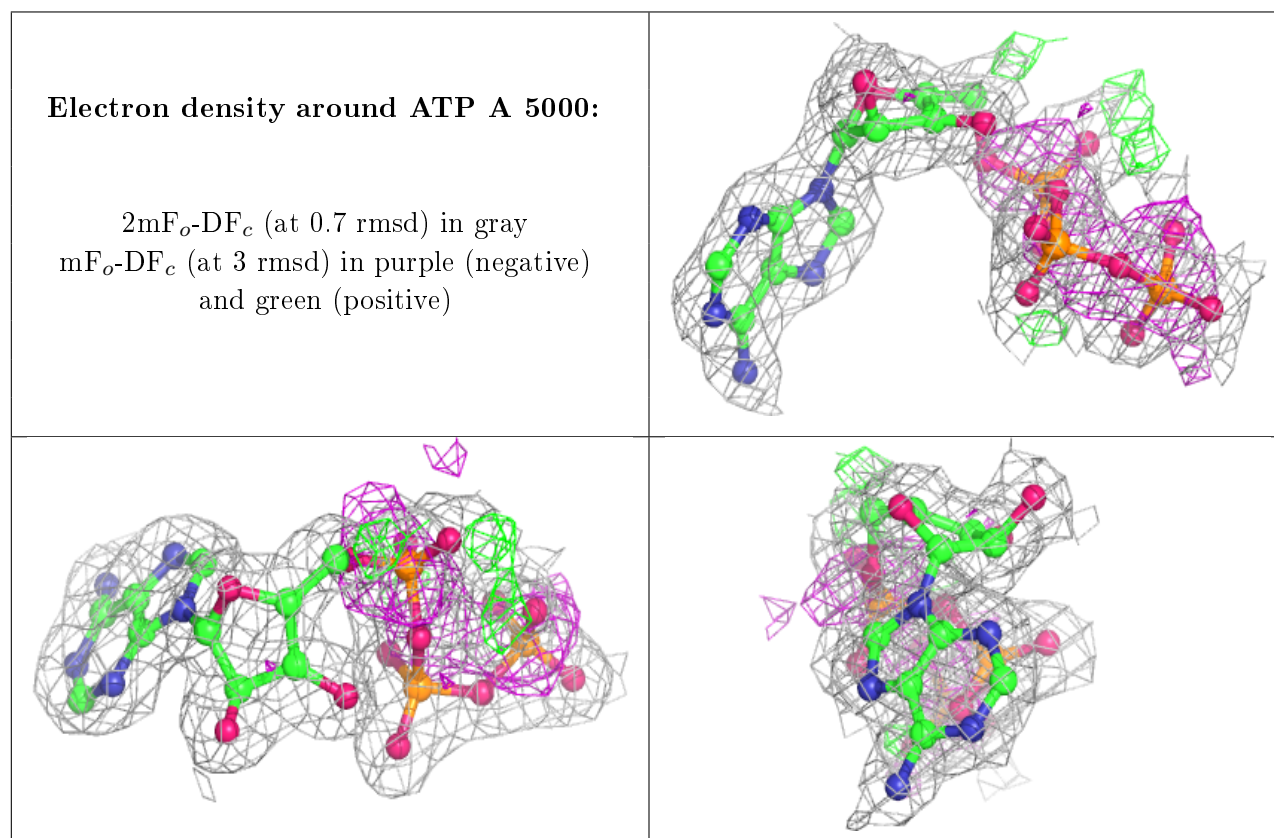 Electron density around ATP A 5000:
2mFo-DFc (at 0.7 rmsd) in gray
mFo-DFc (at 3 rmsd) in purple (negative)
and green (positive)